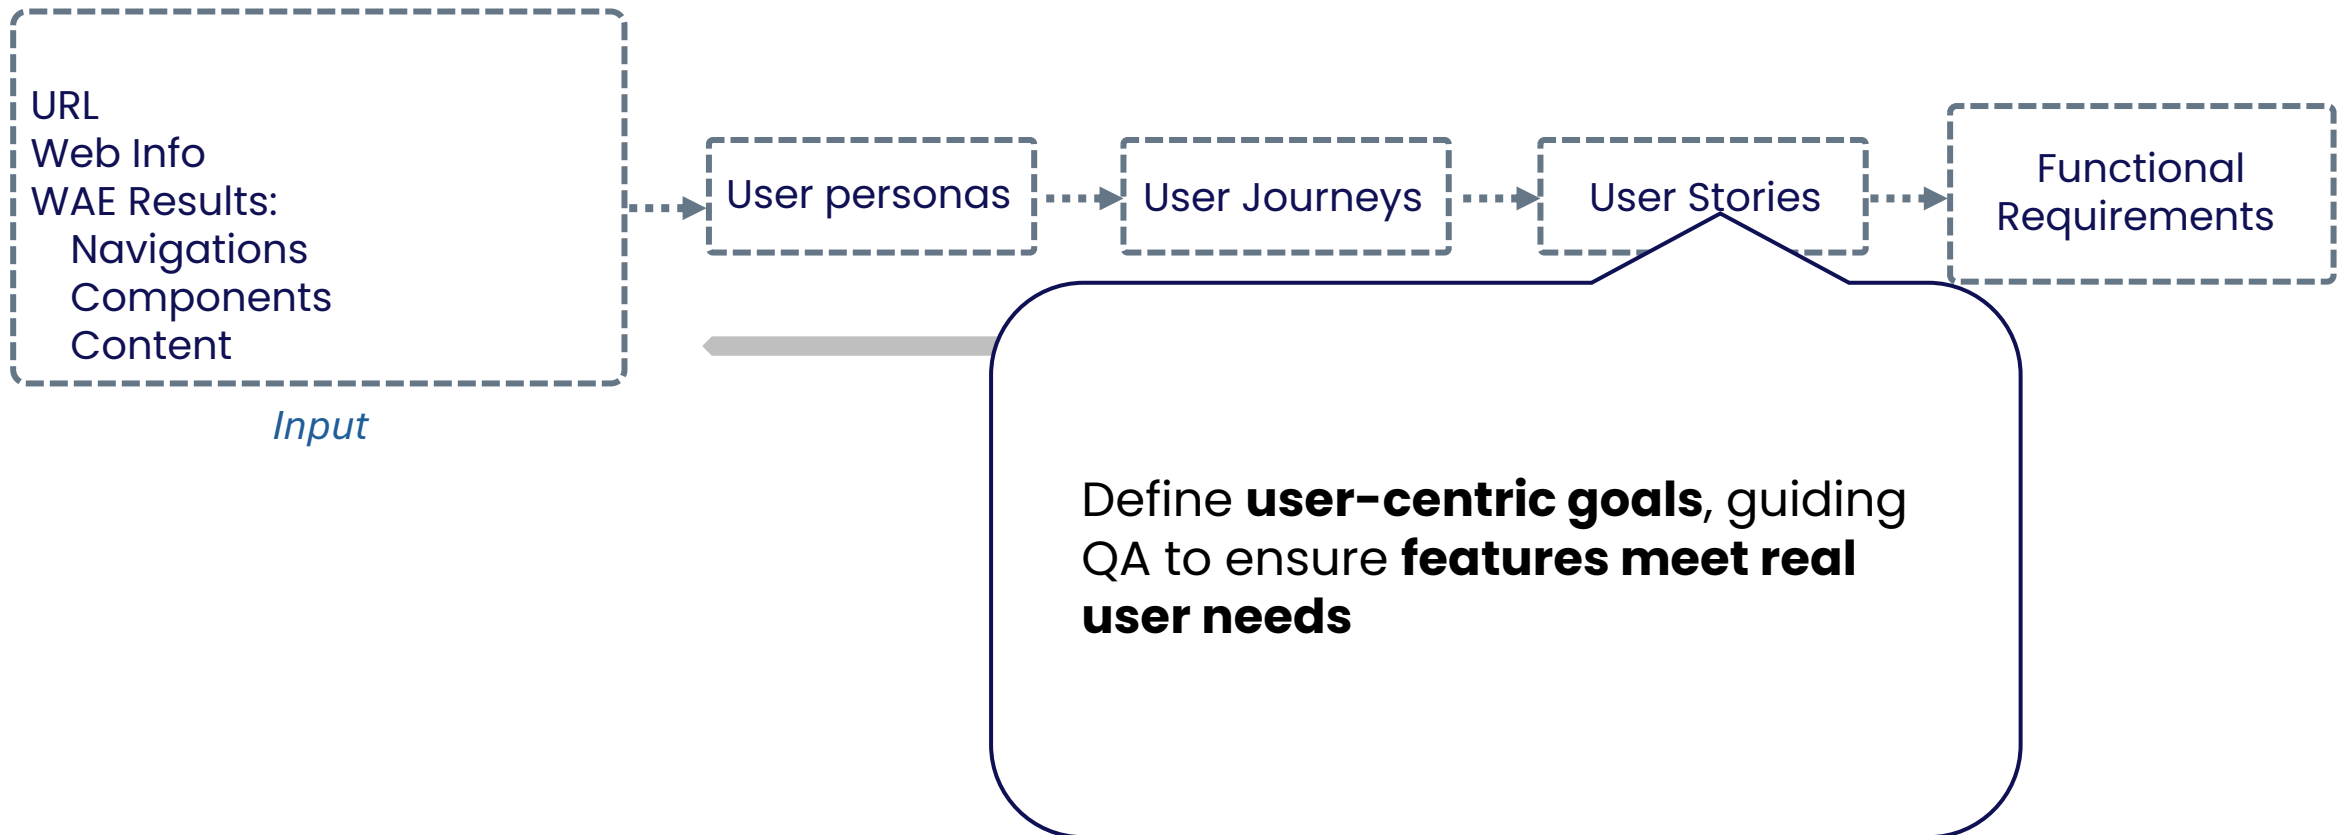 URL
Web Info
WAE Results:
Navigations
Components
Content
Input
User personas
User Journeys
User Stories
Functional
Requirements
Define user-centric goals, guiding
QA to ensure features meet real
user needs